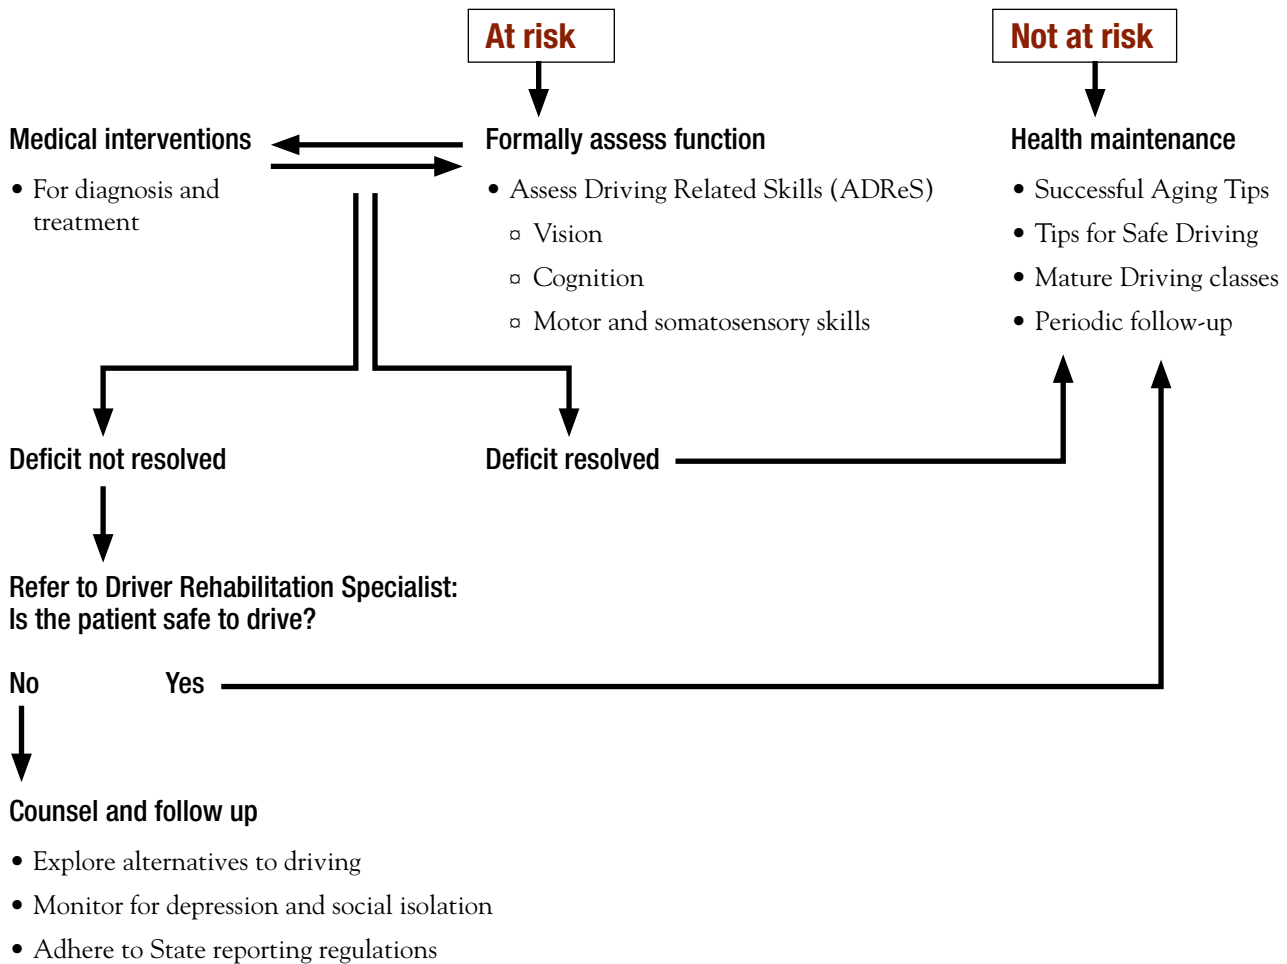 At risk
Not at risk
Medical interventions
• For diagnosis and
treatment
Formally assess function
• Assess Driving Related Skills (ADReS)
¤ Vision
¤ Cognition
¤ Motor and somatosensory skills
Health maintenance
• Successful Aging Tips
• Tips for Safe Driving
• Mature Driving classes
• Periodic follow-up
Deficit not resolved
Deficit resolved
Refer to Driver Rehabilitation Specialist:
Is the patient safe to drive?
No
Yes
Counsel and follow up
• Explore alternatives to driving
• Monitor for depression and social isolation
• Adhere to State reporting regulations